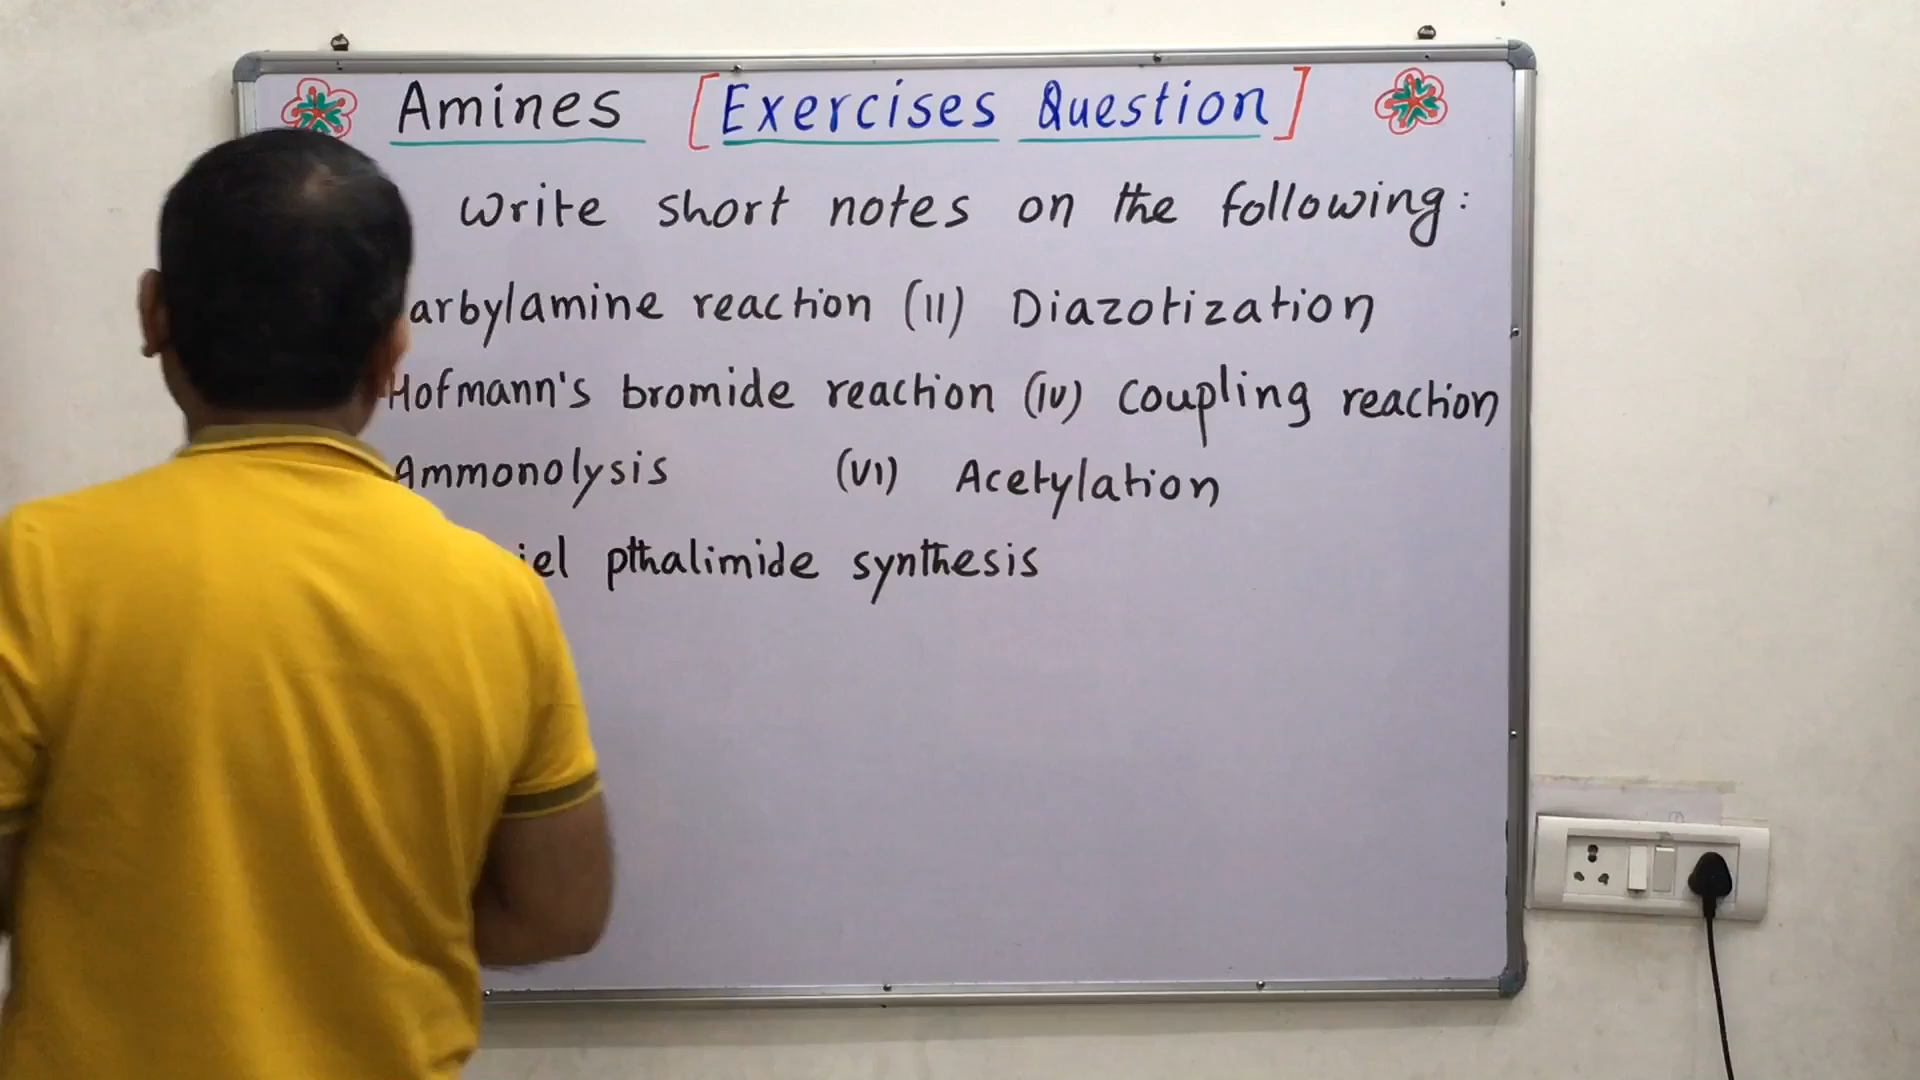 Amines [Exercises Question]
Write short notes on the following:
arbylamine reaction (II) Diazotization
Hofmann's bromide reaction (IV) Coupling reaction
Ammonolysis (VI) Acetylation
iel pthalimide synthesis